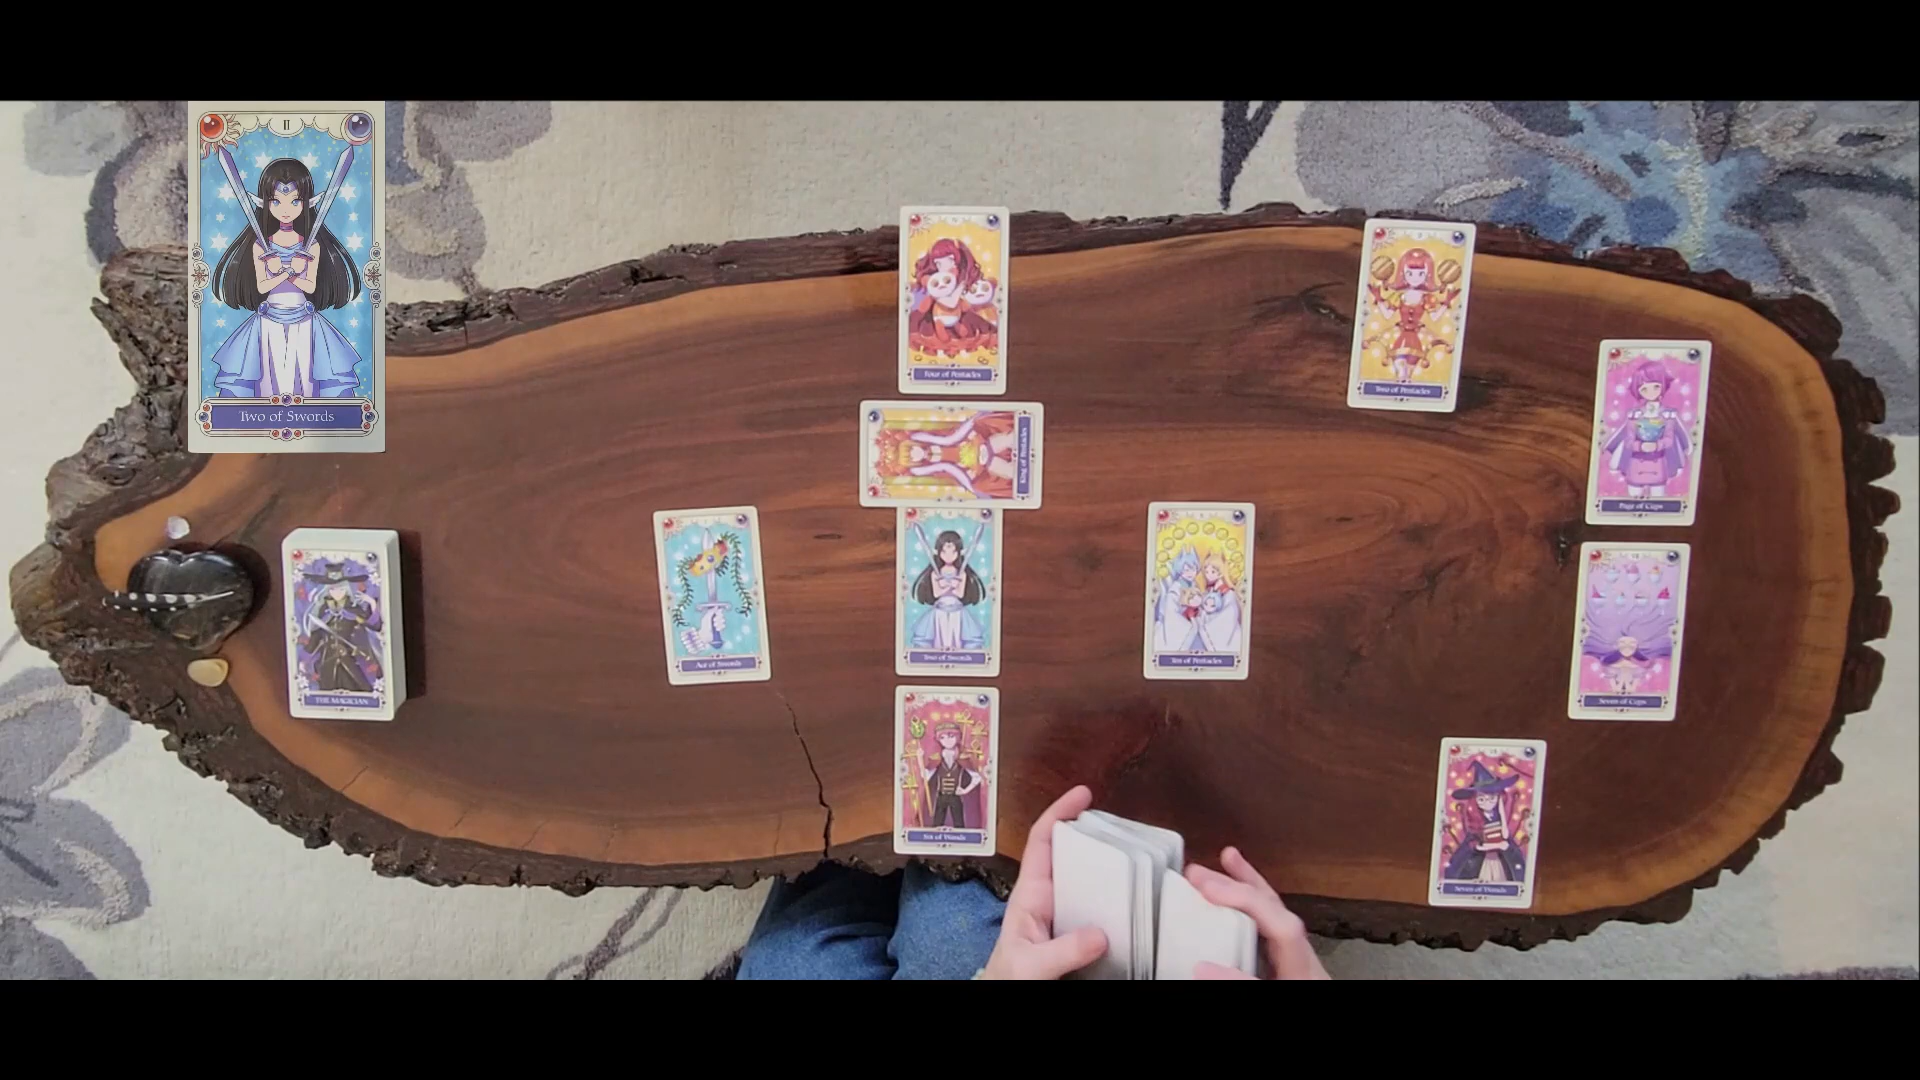 II
Two of Swords
Four of Pentacles
Two of Pentacles
King of Pentacles
Page of Cups
THE MAGICIAN
Ace of Swords
Two of Swords
Ten of Pentacles
Seven of Cups
Six of Wands
Seven of Wands